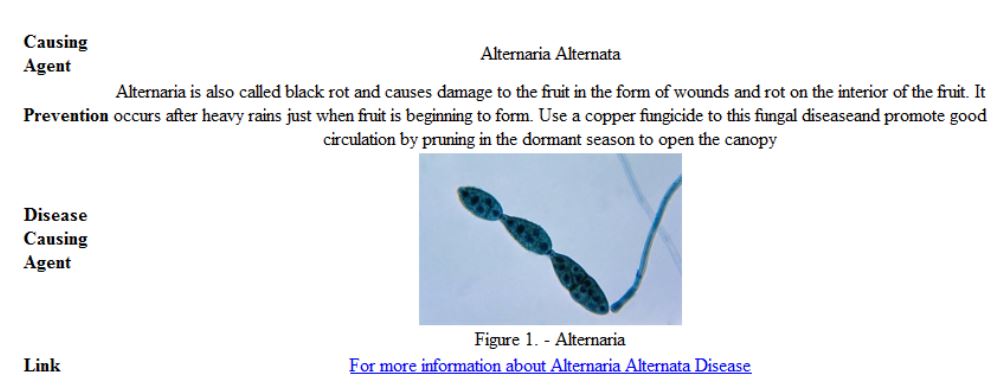 Causing
Agent
Alternaria Alternata
Alternaria is also called black rot and causes damage to the fruit in the form of wounds and rot on the interior of the fruit. It
Prevention occurs after heavy rains just when fruit is beginning to form. Use a copper fungicide to this fungal diseaseand promote good
circulation by pruning in the dormant season to open the canopy
Disease
Causing
Agent
Figure 1. - Alternaria
Link
For more information about Alternaria Alternata Disease